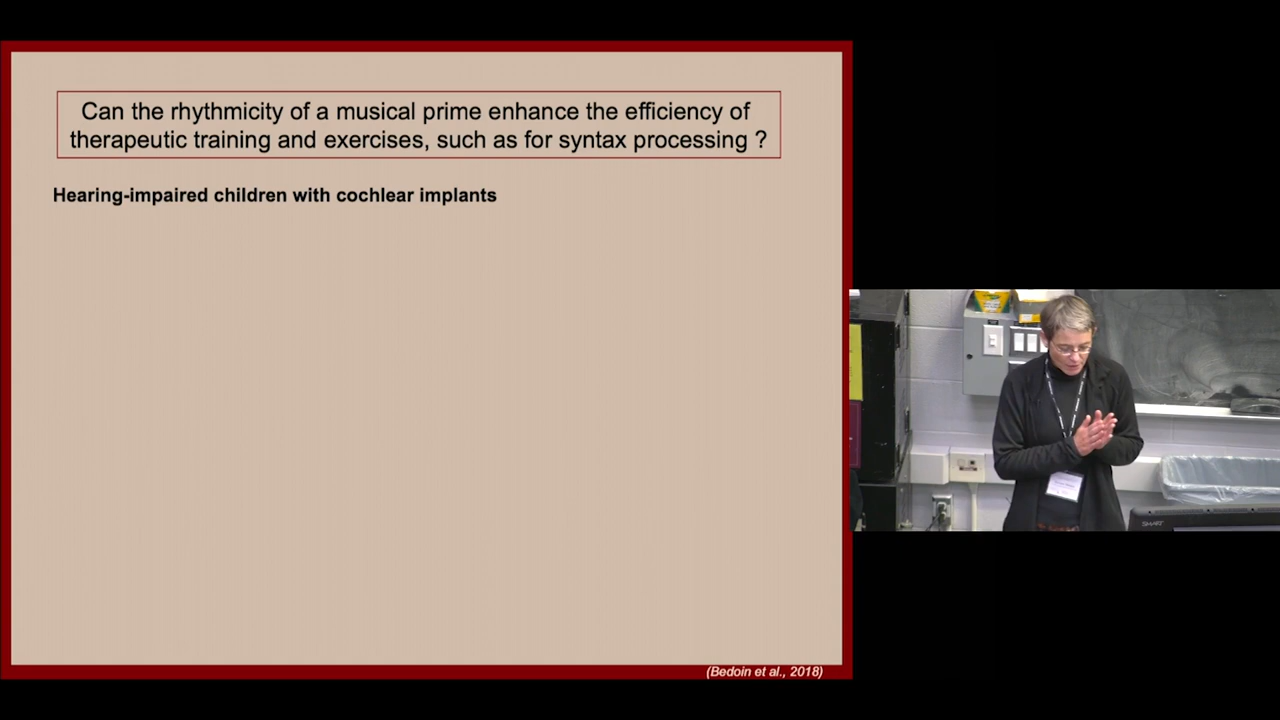 Can the rhythmicity of a musical prime enhance the efficiency of
therapeutic training and exercises, such as for syntax processing ?
Hearing-impaired children with cochlear implants
(Bedoin et al., 2018)
SMART